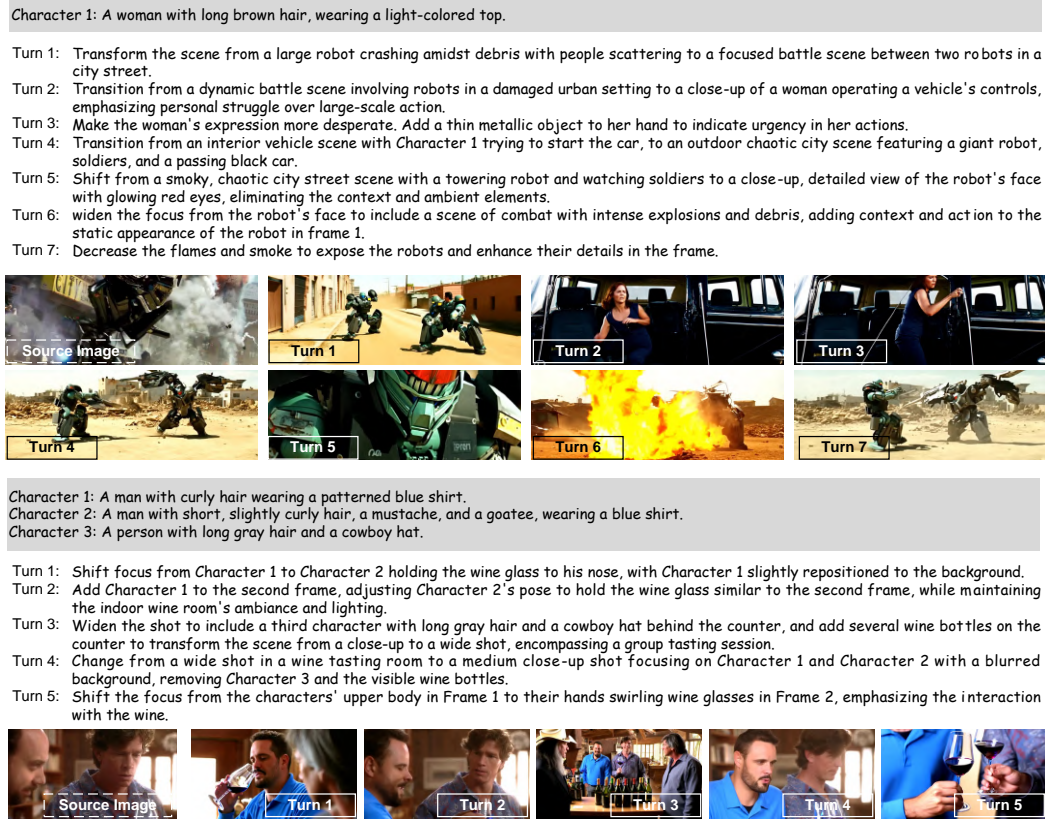 Character 1: A woman with long brown hair, wearing a light-colored top.
Turn 1: Transform the scene from a large robot crashing amidst debris with people scattering to a focused battle scene between two robots in a
city street.
Turn 2: Transition from a dynamic battle scene involving robots in a damaged urban setting to a close-up of a woman operating a vehicle's controls,
emphasizing personal struggle over large-scale action.
Turn 3: Make the woman's expression more desperate. Add a thin metallic object to her hand to indicate urgency in her actions.
Turn 4: Transition from an interior vehicle scene with Character 1 trying to start the car, to an outdoor chaotic city scene featuring a giant robot,
soldiers, and a passing black car.
Turn 5: Shift from a smoky, chaotic city street scene with a towering robot and watching soldiers to a close-up, detailed view of the robot's face
with glowing red eyes, eliminating the context and ambient elements.
Turn 6: widen the focus from the robot's face to include a scene of combat with intense explosions and debris, adding context and action to the
static appearance of the robot in frame 1.
Turn 7: Decrease the flames and smoke to expose the robots and enhance their details in the frame.
Source Image
Turn 1
Turn 2
Turn 3
Turn 4
Turn 5
Turn 6
Turn 7
Character 1: A man with curly hair wearing a patterned blue shirt.
Character 2: A man with short, slightly curly hair, a mustache, and a goatee, wearing a blue shirt.
Character 3: A person with long gray hair and a cowboy hat.
Turn 1: Shift focus from Character 1 to Character 2 holding the wine glass to his nose, with Character 1 slightly repositioned to the background.
Turn 2: Add Character 1 to the second frame, adjusting Character 2's pose to hold the wine glass similar to the second frame, while maintaining
the indoor wine room's ambiance and lighting.
Turn 3: Widen the shot to include a third character with long gray hair and a cowboy hat behind the counter, and add several wine bottles on the
counter to transform the scene from a close-up to a wide shot, encompassing a group tasting session.
Turn 4: Change from a wide shot in a wine tasting room to a medium close-up shot focusing on Character 1 and Character 2 with a blurred
background, removing Character 3 and the visible wine bottles.
Turn 5: Shift the focus from the characters' upper body in Frame 1 to their hands swirling wine glasses in Frame 2, emphasizing the interaction
with the wine.
Source Image
Turn 1
Turn 2
Turn 3
Turn 4
Turn 5